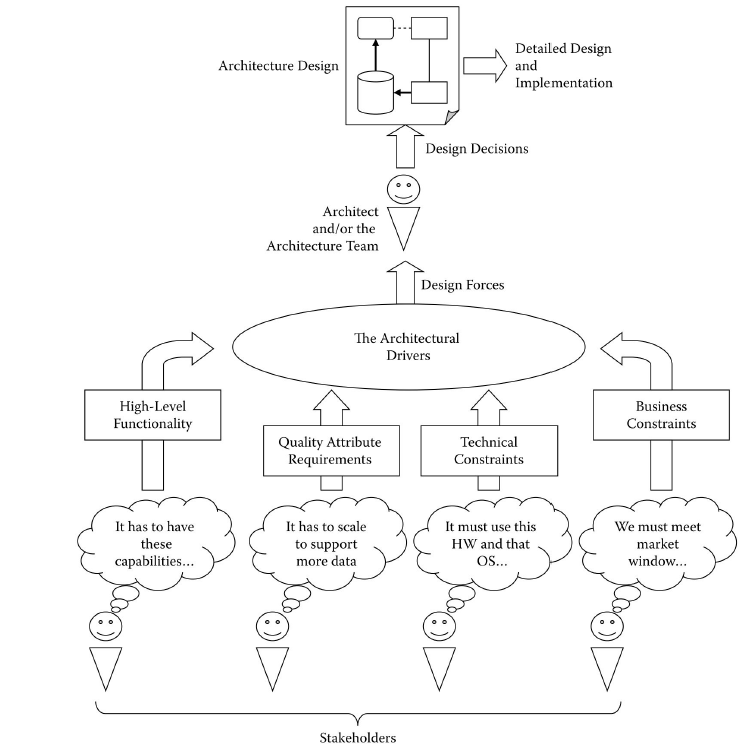 Architecture Design
Detailed Design
and
Implementation
Design Decisions
Architect
and/or the
Architecture Team
Design Forces
The Architectural
Drivers
High-Level
Functionality
Quality Attribute
Requirements
Technical
Constraints
Business
Constraints
It has to have
these
capabilities...
It has to scale
to support
more data
It must use this
HW and that
OS...
We must meet
market
window...
Stakeholders